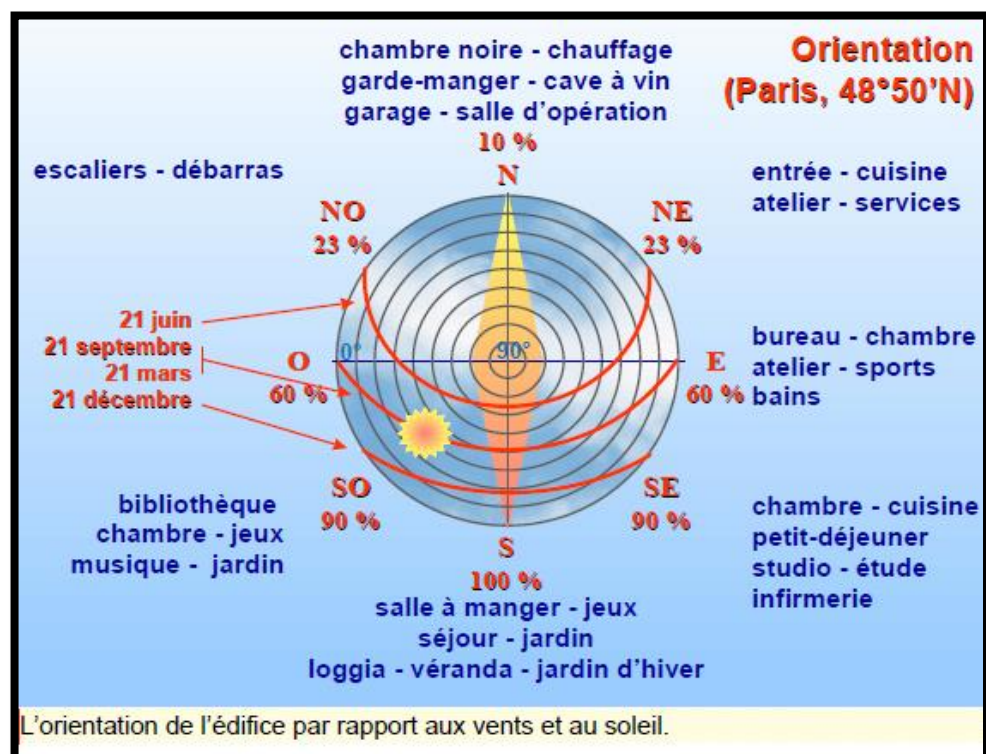 Orientation
(Paris, 48°50'N)
chambre noire - chauffage
garde-manger - cave à vin
garage - salle d'opération
10 %
N
escaliers - débarras
entrée - cuisine
atelier - services
NO
23 %
NE
23 %
21 juin
21 septembre
21 mars
21 décembre
O
60 %
0°
90°
E
60 %
bureau - chambre
atelier - sports
bains
SO
90 %
SE
90 %
S
100 %
bibliothèque
chambre - jeux
musique - jardin
chambre - cuisine
petit-déjeuner
studio - étude
infirmerie
salle à manger - jeux
séjour - jardin
loggia - véranda - jardin d'hiver
L'orientation de l'édifice par rapport aux vents et au soleil.